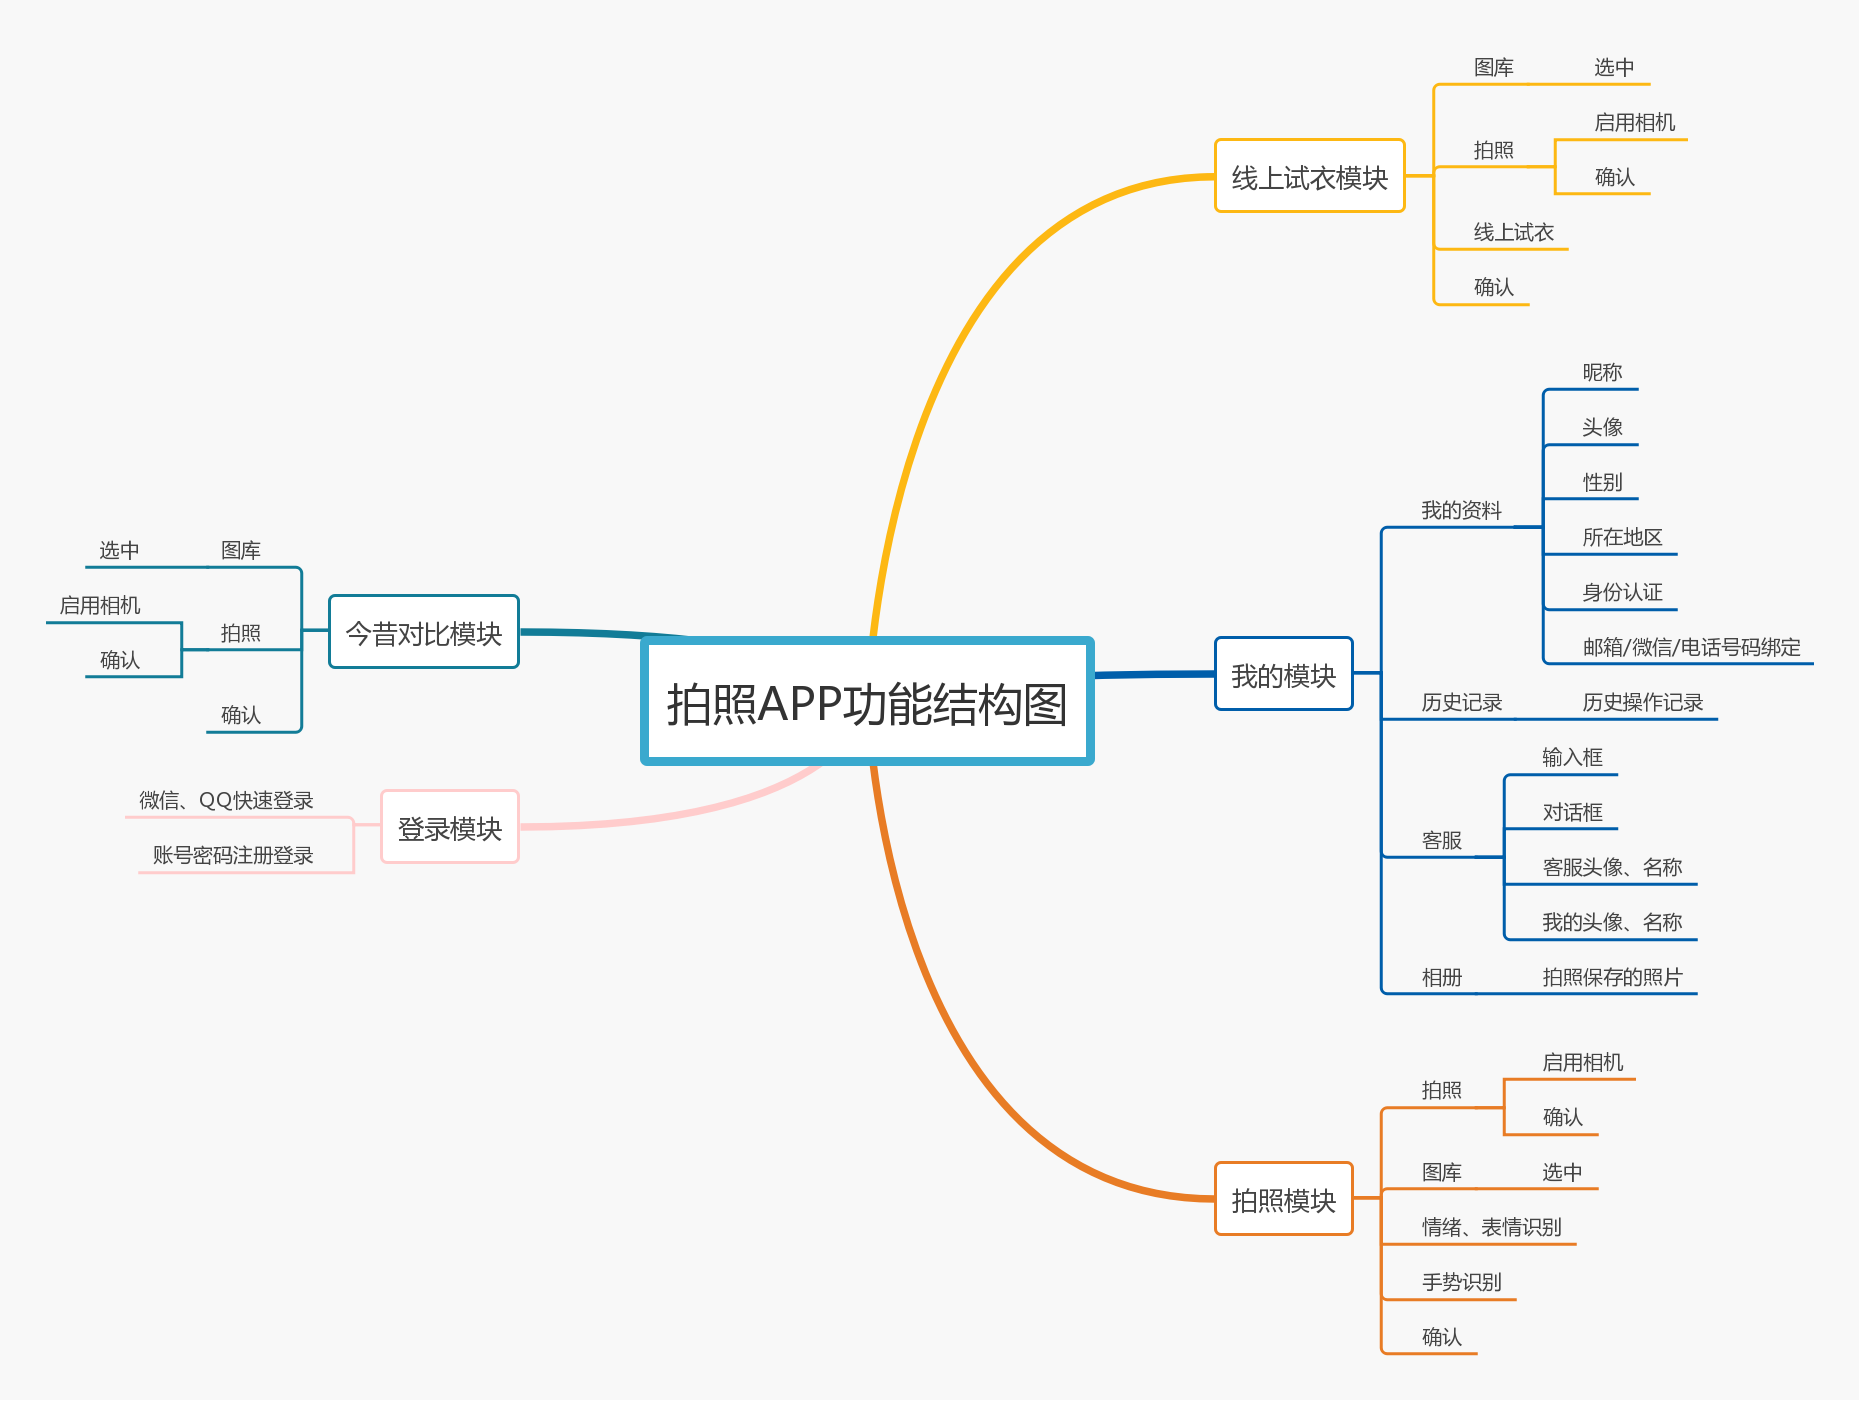 拍照APP功能结构图
线上试衣模块
图库
选中
拍照
启用相机
确认
线上试衣
确认
我的模块
我的资料
昵称
头像
性别
所在地区
身份认证
邮箱/微信/电话号码绑定
历史记录
历史操作记录
客服
输入框
对话框
客服头像、名称
我的头像、名称
相册
拍照保存的照片
拍照模块
拍照
启用相机
确认
图库
选中
情绪、表情识别
手势识别
确认
今昔对比模块
图库
选中
拍照
启用相机
确认
确认
登录模块
微信、QQ快速登录
账号密码注册登录